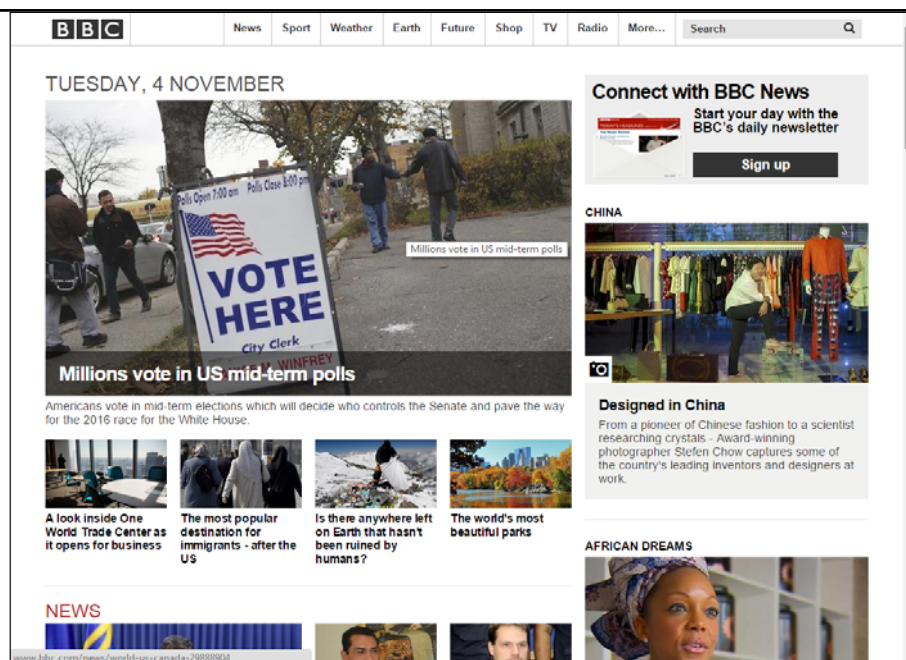 BBC
News Sport Weather Earth Future Shop TV Radio More... Search
TUESDAY, 4 NOVEMBER
Polls Open 7:00 am Polls Close 8:00 pm
VOTE
HERE
City Clerk
WINFREY
Millions vote in US mid-term polls
Millions vote in US mid-term polls
Americans vote in mid-term elections which will decide who controls the Senate and pave the way
for the 2016 race for the White House.
A look inside One
World Trade Center as
it opens for business
The most popular
destination for
immigrants - after the
US
Is there anywhere left
on Earth that hasn't
been ruined by
humans?
The world's most
beautiful parks
NEWS
www.bbc.com/news/world-us-canada-29888904
Connect with BBC News
Start your day with the
BBC's daily newsletter
Sign up
CHINA
Designed in China
From a pioneer of Chinese fashion to a scientist
researching crystals - Award-winning
photographer Stefen Chow captures some of
the country's leading inventors and designers at
work.
AFRICAN DREAMS